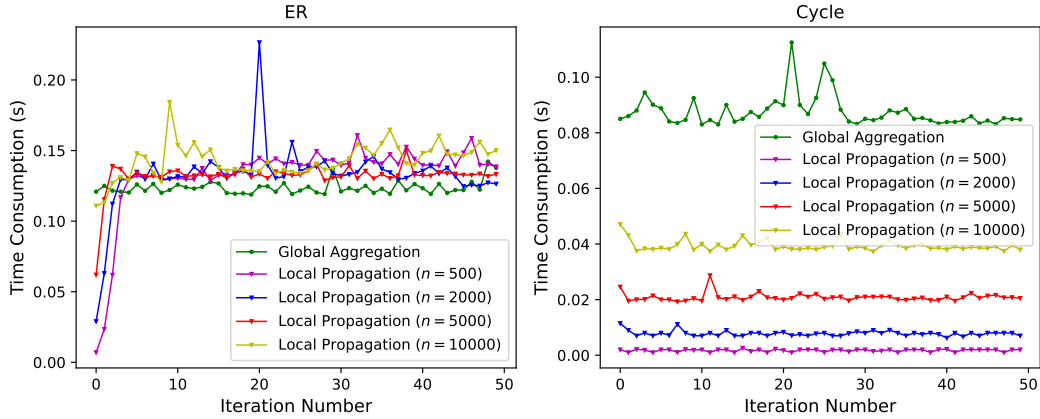 ER
Time Consumption (s)
0.20
0.15
0.10
0.05
0.00
Global Aggregation
Local Propagation (n = 500)
Local Propagation (n = 2000)
Local Propagation (n = 5000)
Local Propagation (n = 10000)
0 10 20 30 40 50
Iteration Number
Cycle
Time Consumption (s)
0.10
0.08
0.06
0.04
0.02
0.00
Global Aggregation
Local Propagation (n = 500)
Local Propagation (n = 2000)
Local Propagation (n = 5000)
Local Propagation (n = 10000)
0 10 20 30 40 50
Iteration Number